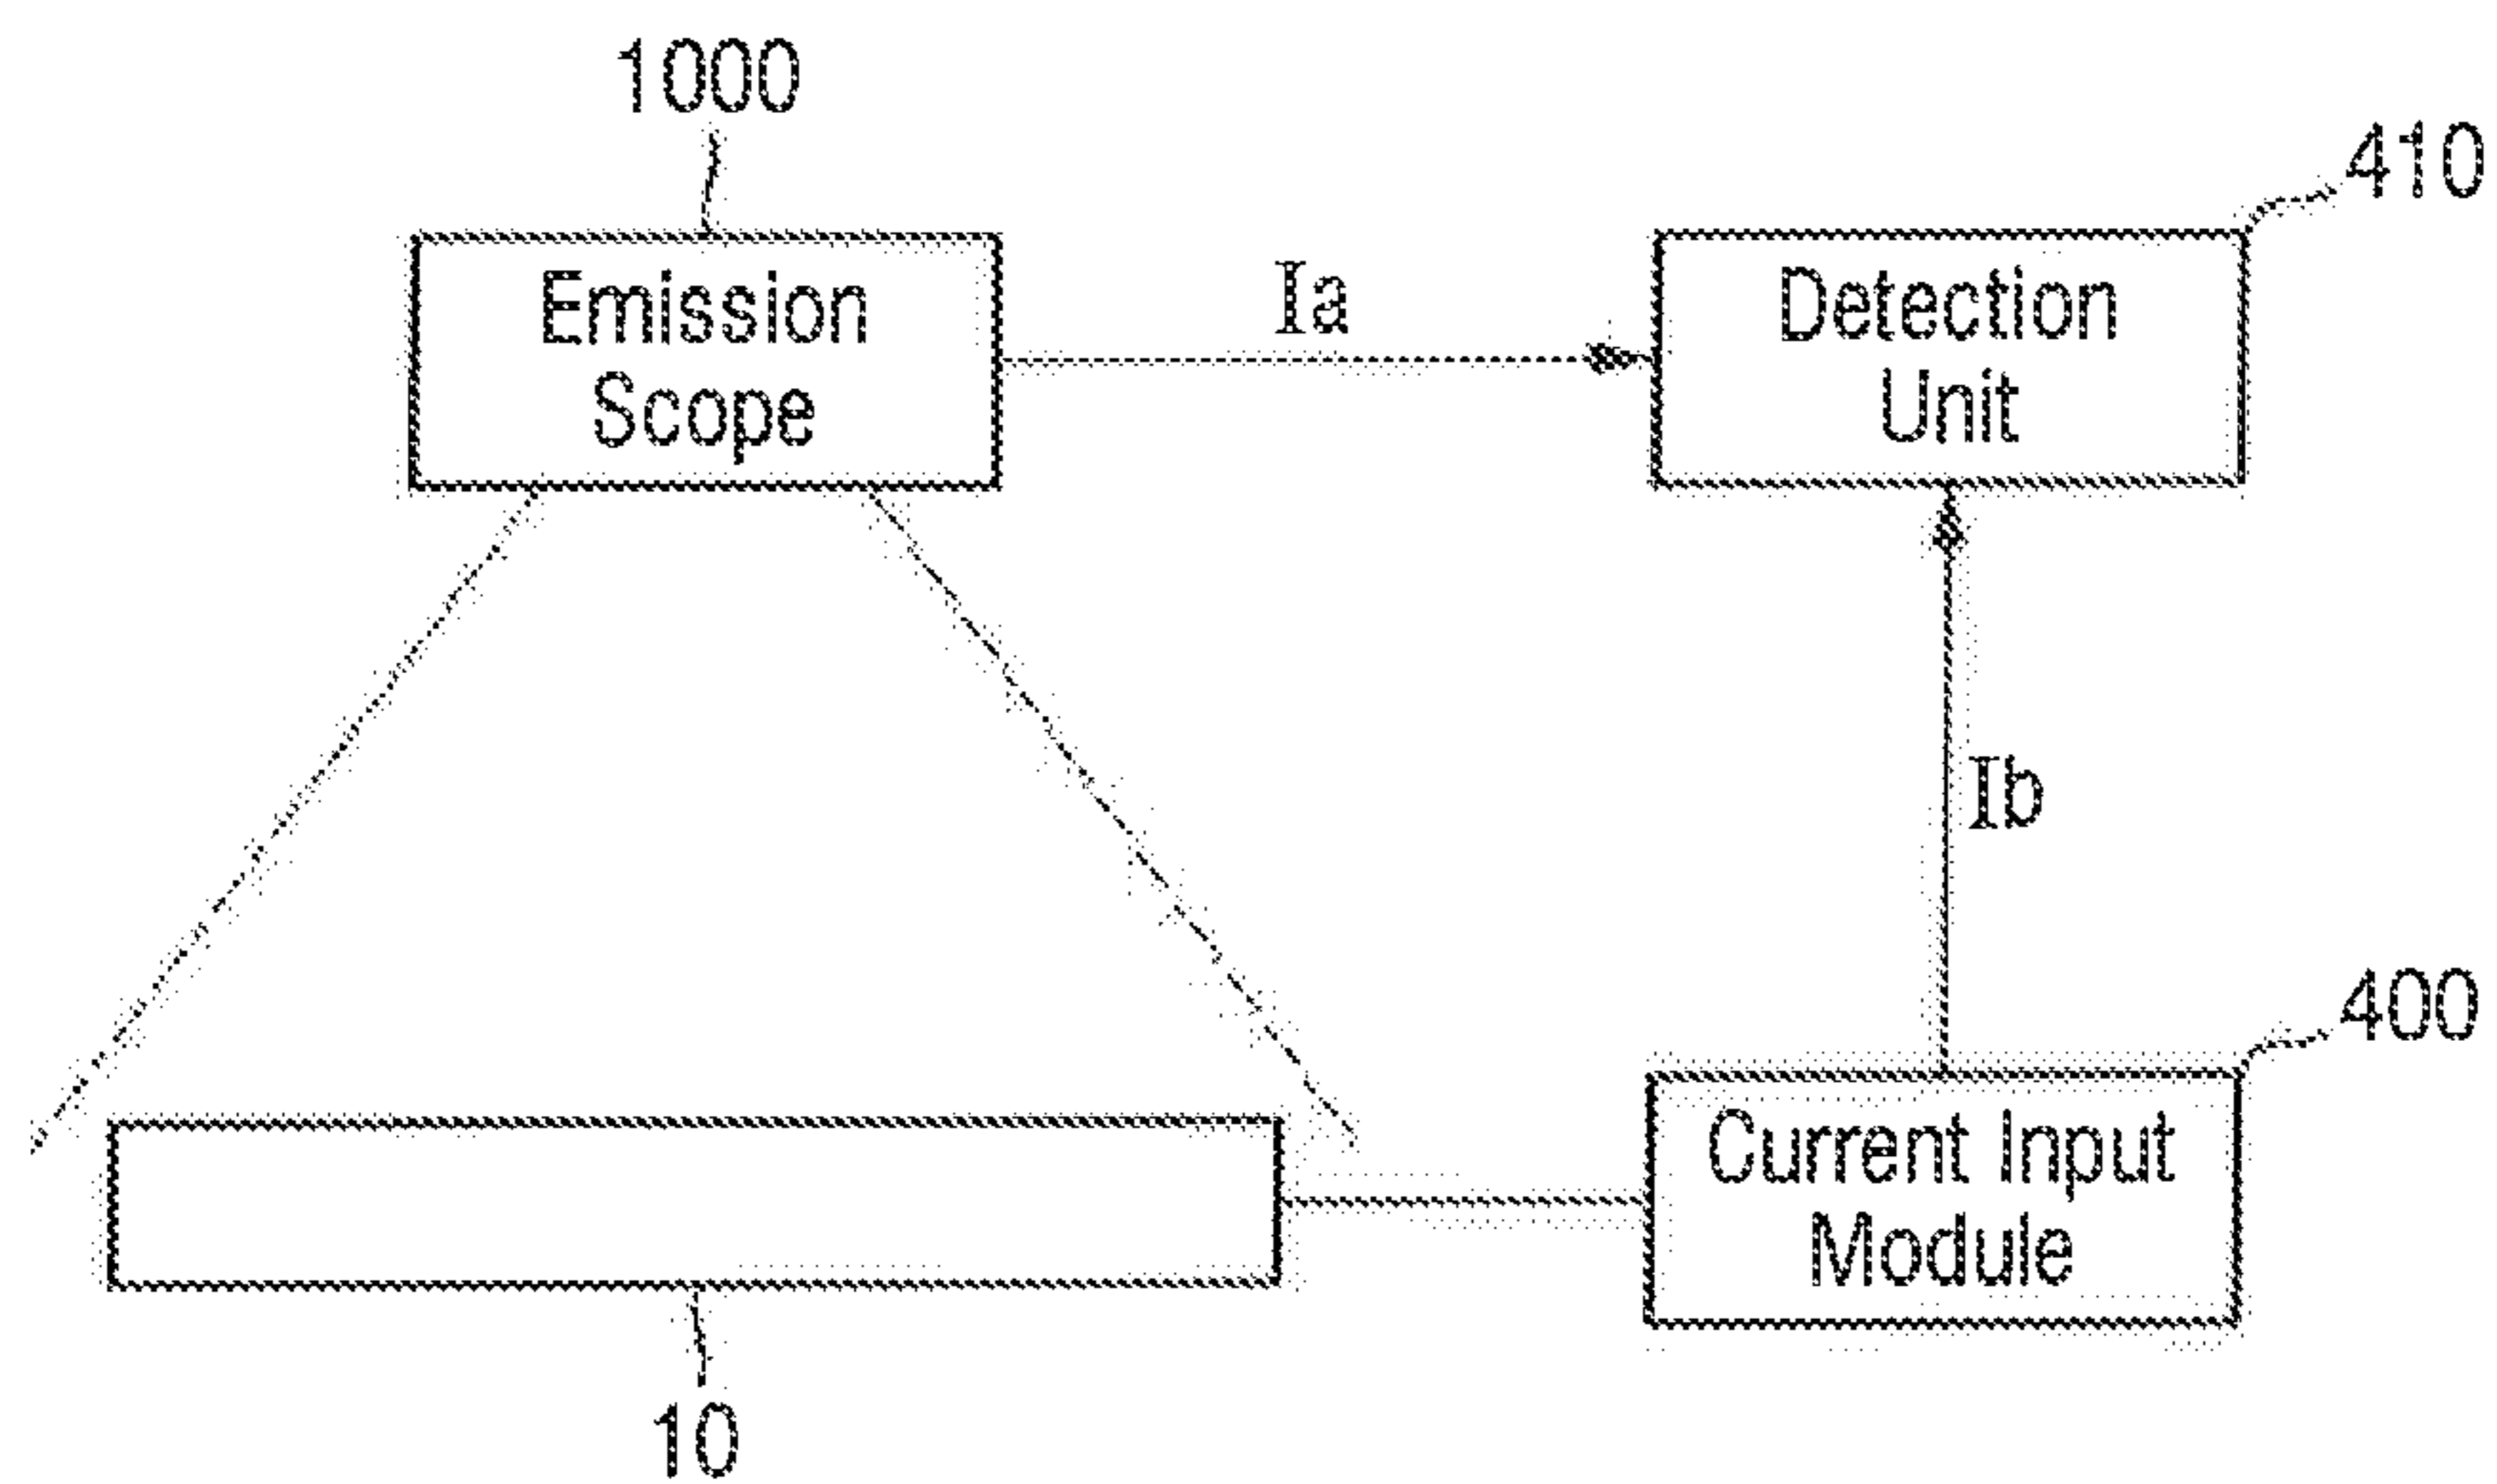 1000
410
Emission
Scope
Ia
Detection
Unit
Ib
400
Current Input
Module
10